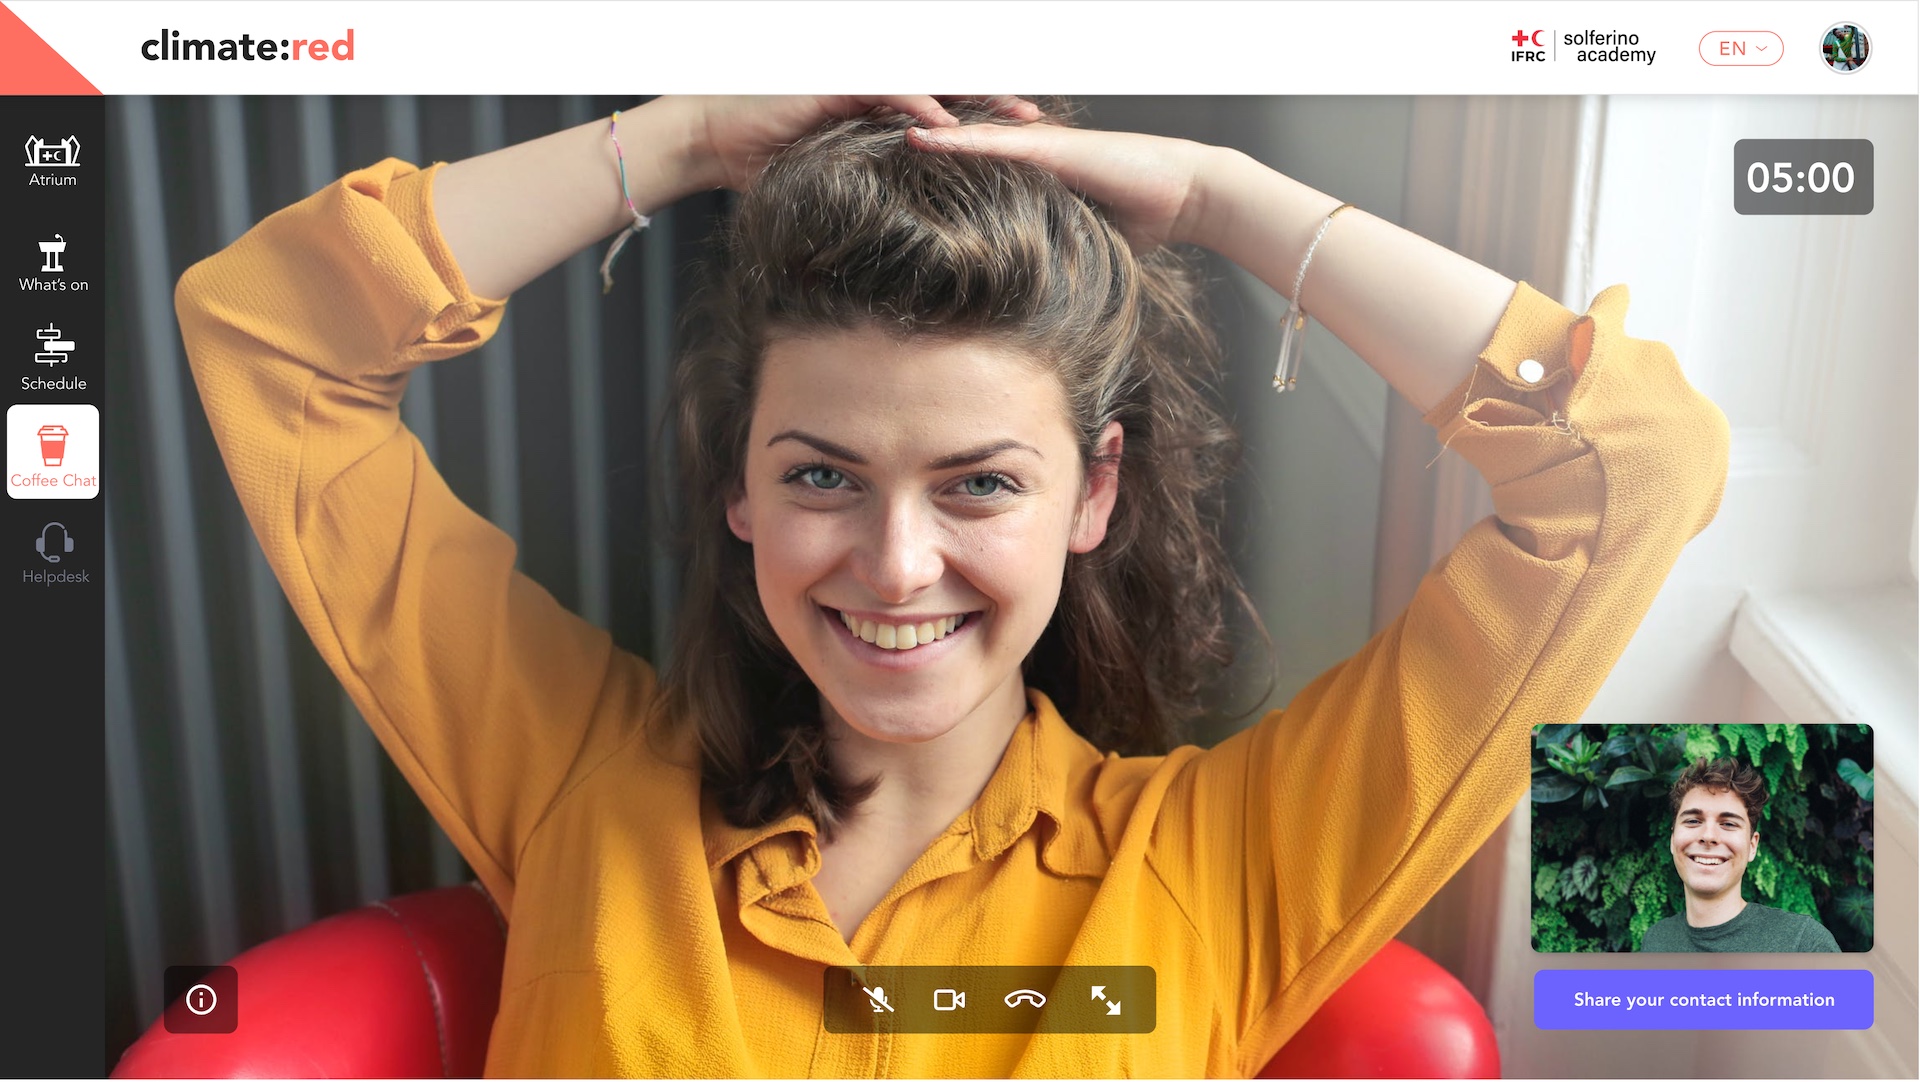 climate:red
IFRC
solferino
academy
EN
Atrium
What's on
Schedule
Coffee Chat
Helpdesk
05:00
Share your contact information